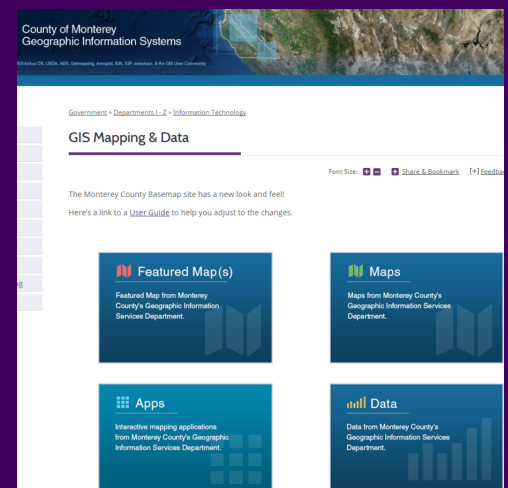 County of Monterey
Geographic Information Systems
Government » Departments I - Z » Information Technology
GIS Mapping & Data
Font Size: + - + Share & Bookmark [+] Feedba
The Monterey County Basemap site has a new look and feel!
Here's a link to a User Guide to help you adjust to the changes.
Featured Map(s)
Featured Map from Monterey
County's Geographic Information
Services Department.
Maps
Maps from Monterey County's
Geographic Information Services
Department.
Apps
Interactive mapping applications
from Monterey County's Geographic
Information Services Department.
Data
Data from Monterey County's
Geographic Information Services
Department.